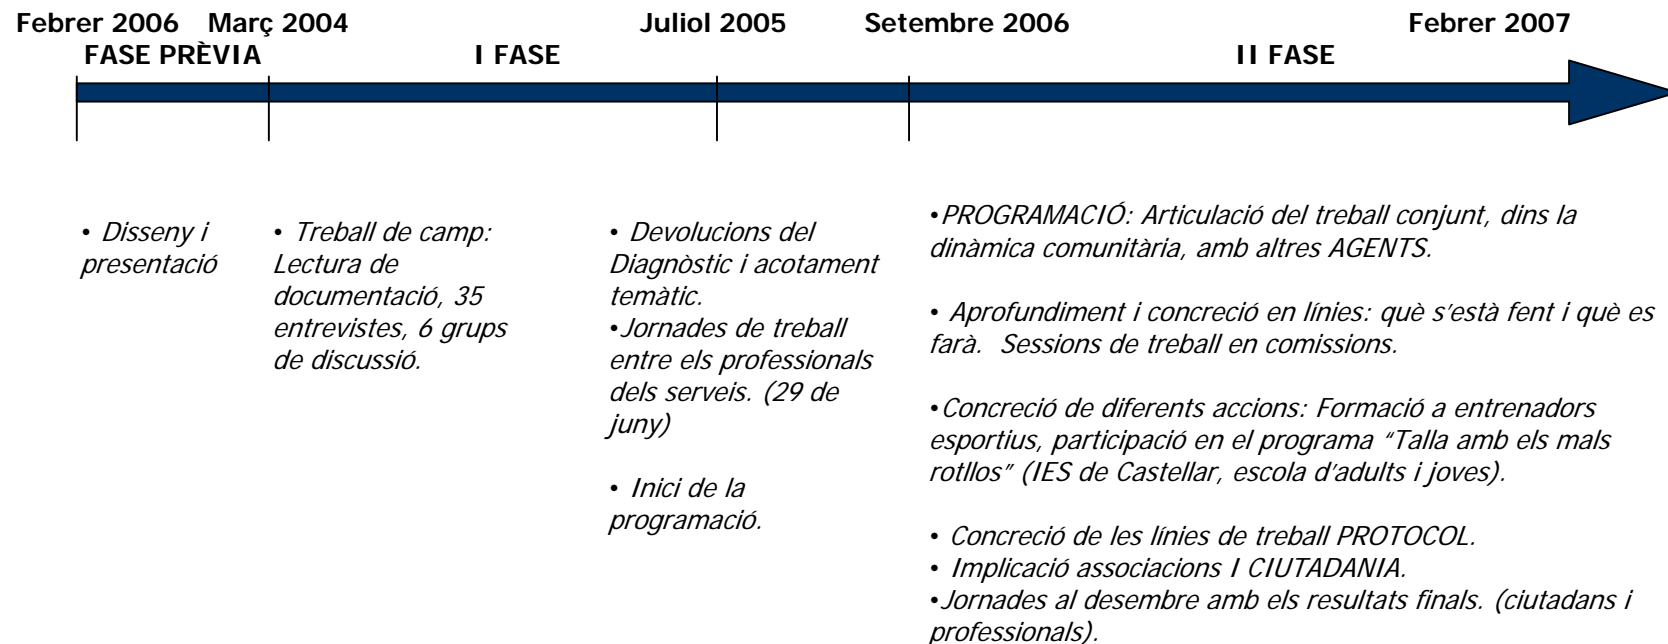 Febrer 2006 Març 2004 Juliol 2005 Setembre 2006 Febrer 2007
FASE PRÈVIA I FASE II FASE
• Disseny i
presentació
• Treball de camp:
Lectura de
documentació, 35
entrevistes, 6 grups
de discussió.
• Devolucions del
Diagnòstic i acotament
temàtic.
•Jornades de treball
entre els professionals
dels serveis. (29 de
juny)
• Inici de la
programació.
•PROGRAMACIÓ: Articulació del treball conjunt, dins la
dinàmica comunitària, amb altres AGENTS.
• Aprofundiment i concreció en línies: què s’està fent i què es
farà. Sessions de treball en comissions.
•Concreció de diferents accions: Formació a entrenadors
esportius, participació en el programa “Talla amb els mals
rotllos” (IES de Castellar, escola d’adults i joves).
• Concreció de les línies de treball PROTOCOL.
• Implicació associacions I CIUTADANIA.
•Jornades al desembre amb els resultats finals. (ciutadans i
professionals).